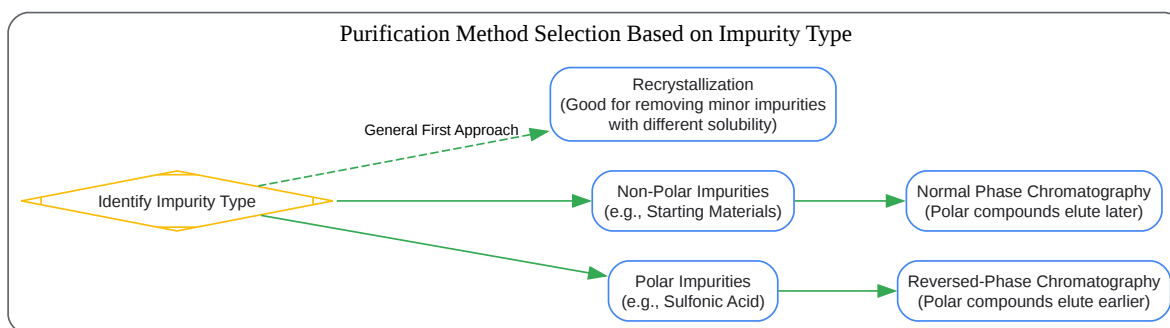 Purification Method Selection Based on Impurity Type
Recrystallization
(Good for removing minor impurities
with different solubility)
General First Approach
Identify Impurity Type
Non-Polar Impurities
(e.g., Starting Materials)
Normal Phase Chromatography
(Polar compounds elute later)
Polar Impurities
(e.g., Sulfonic Acid)
Reversed-Phase Chromatography
(Polar compounds elute earlier)